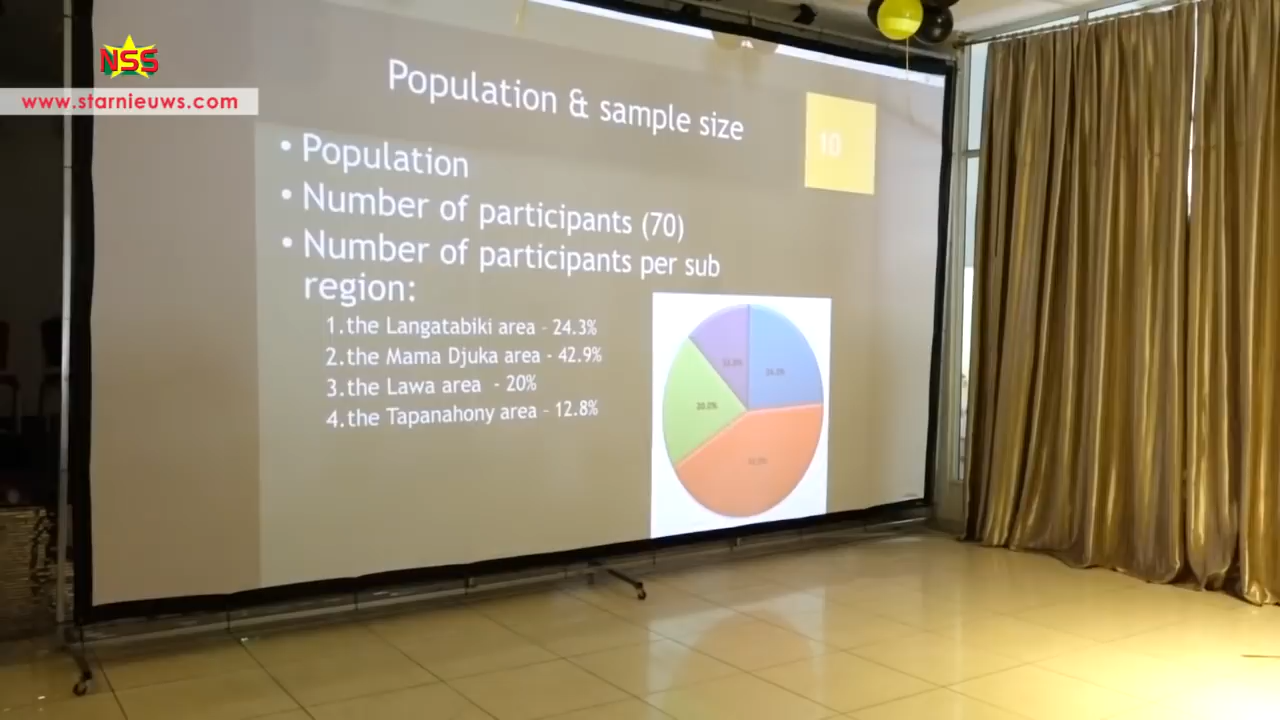 NSS
www.starnieuws.com
Population & sample size
10
• Population
• Number of participants (70)
• Number of participants per sub
region:
1.the Langatabiki area - 24.3%
2.the Mama Djuka area - 42.9%
3.the Lawa area - 20%
4.the Tapanahony area - 12.8%